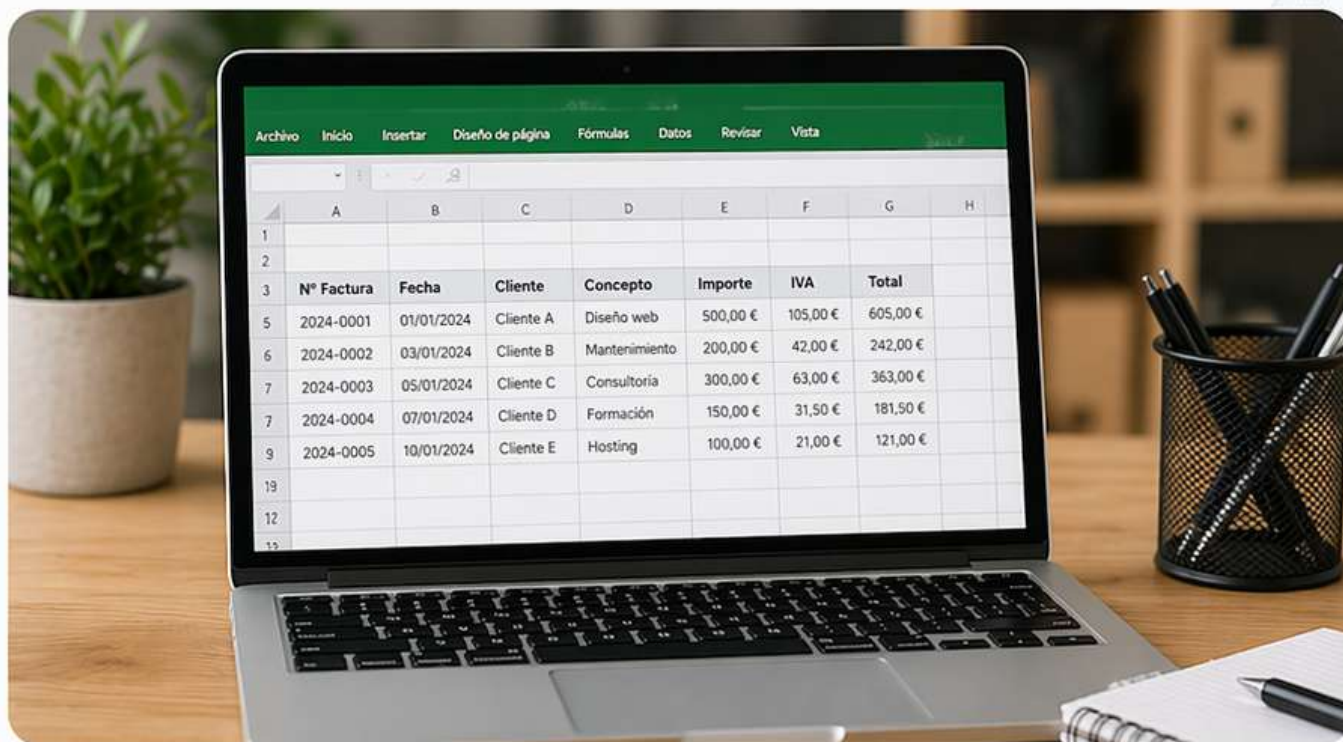 Archivo Inicio Insertar Diseño de página Fórmulas Datos Revisar Vista
A B C D E F G H
1
2
3 Nº Factura Fecha Cliente Concepto Importe IVA Total
5 2024-0001 01/01/2024 Cliente A Diseño web 500,00 € 105,00 € 605,00 €
6 2024-0002 03/01/2024 Cliente B Mantenimiento 200,00 € 42,00 € 242,00 €
7 2024-0003 05/01/2024 Cliente C Consultoría 300,00 € 63,00 € 363,00 €
7 2024-0004 07/01/2024 Cliente D Formación 150,00 € 31,50 € 181,50 €
9 2024-0005 10/01/2024 Cliente E Hosting 100,00 € 21,00 € 121,00 €
19
12